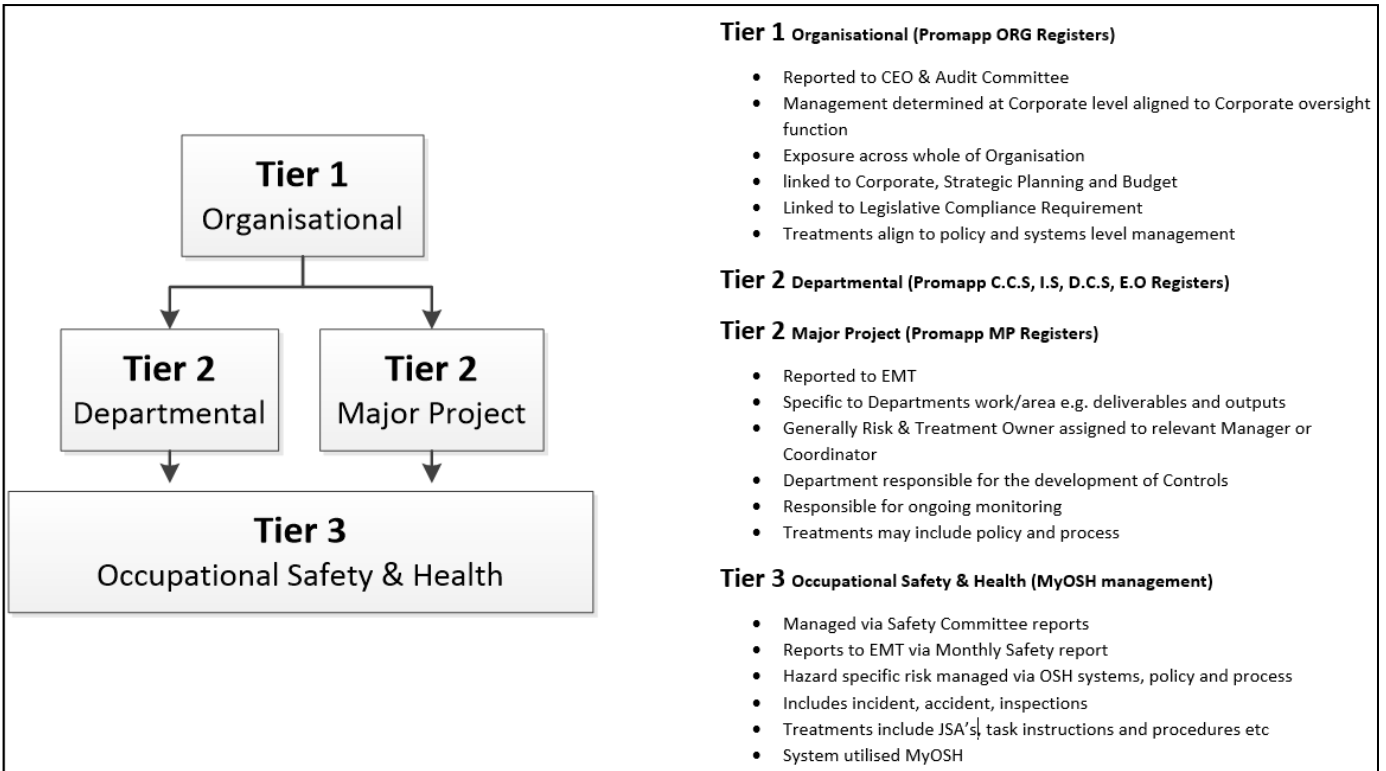 Tier 1
Organisational
Tier 2
Departmental
Tier 2
Major Project
Tier 3
Occupational Safety & Health
Tier 1 Organisational (Promapp ORG Registers)
• Reported to CEO & Audit Committee
• Management determined at Corporate level aligned to Corporate oversight
function
• Exposure across whole of Organisation
• linked to Corporate, Strategic Planning and Budget
• Linked to Legislative Compliance Requirement
• Treatments align to policy and systems level management
Tier 2 Departmental (Promapp C.C.S, I.S, D.C.S, E.O Registers)
Tier 2 Major Project (Promapp MP Registers)
• Reported to EMT
• Specific to Departments work/area e.g. deliverables and outputs
• Generally Risk & Treatment Owner assigned to relevant Manager or
Coordinator
• Department responsible for the development of Controls
• Responsible for ongoing monitoring
• Treatments may include policy and process
Tier 3 Occupational Safety & Health (MyOSH management)
• Managed via Safety Committee reports
• Reports to EMT via Monthly Safety report
• Hazard specific risk managed via OSH systems, policy and process
• Includes incident, accident, inspections
• Treatments include JSA's, task instructions and procedures etc
• System utilised MyOSH